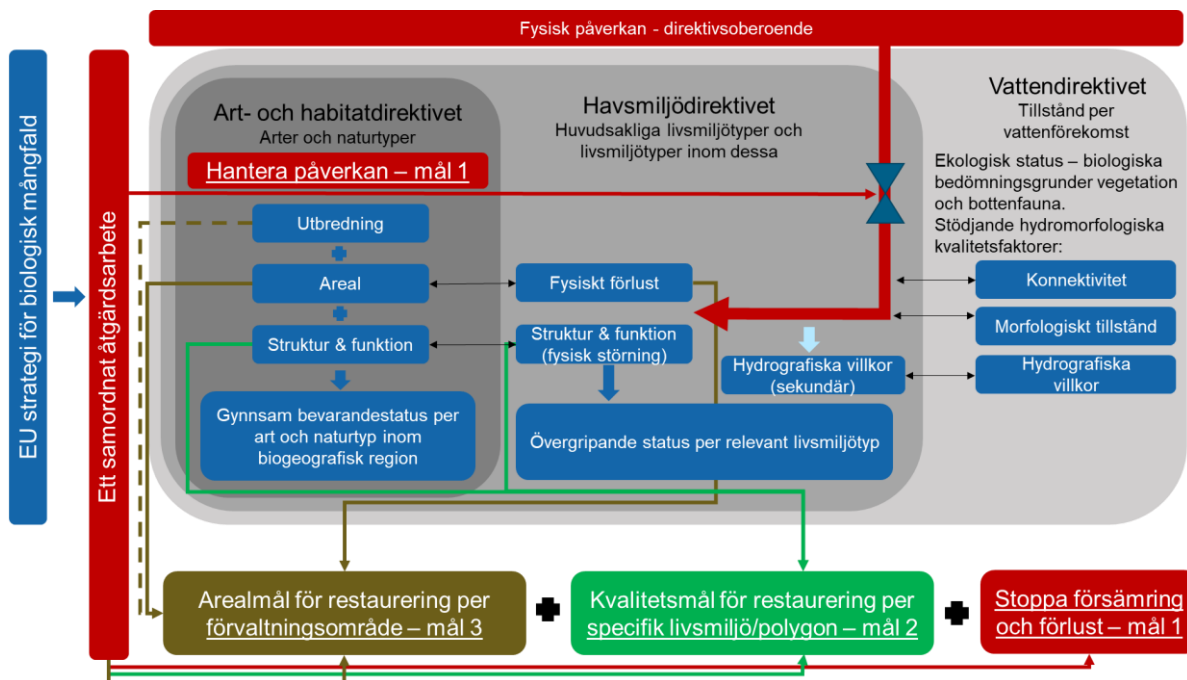 Fysisk påverkan - direktivsoberoende
EU strategi för biologisk mångfald
Ett samordnat åtgärdsarbete
Art- och habitatdirektivet
Arter och naturtyper
Hantera påverkan – mål 1
Utbredning
Areal
Struktur & funktion
Gynnsam bevarandestatus per
art och naturtyp inom
biogeografisk region
Havsmiljödirektivet
Huvudsakliga livsmiljötyper och
livsmiljötyper inom dessa
Fysiskt förlust
Struktur & funktion
(fysisk störning)
Hydrografiska villkor
(sekundär)
Övergripande status per relevant livsmiljötyp
Vattendirektivet
Tillstånd per
vattenförekomst
Ekologisk status – biologiska
bedömningsgrunder vegetation
och bottenfauna.
Stödjande hydromorfologiska
kvalitetsfaktorer:
Konnektivitet
Morfologiskt tillstånd
Hydrografiska
villkor
Arealmål för restaurering per
förvaltningsområde – mål 3
Kvalitetsmål för restaurering per
specifik livsmiljö/polygon – mål 2
Stoppa försämring
och förlust – mål 1